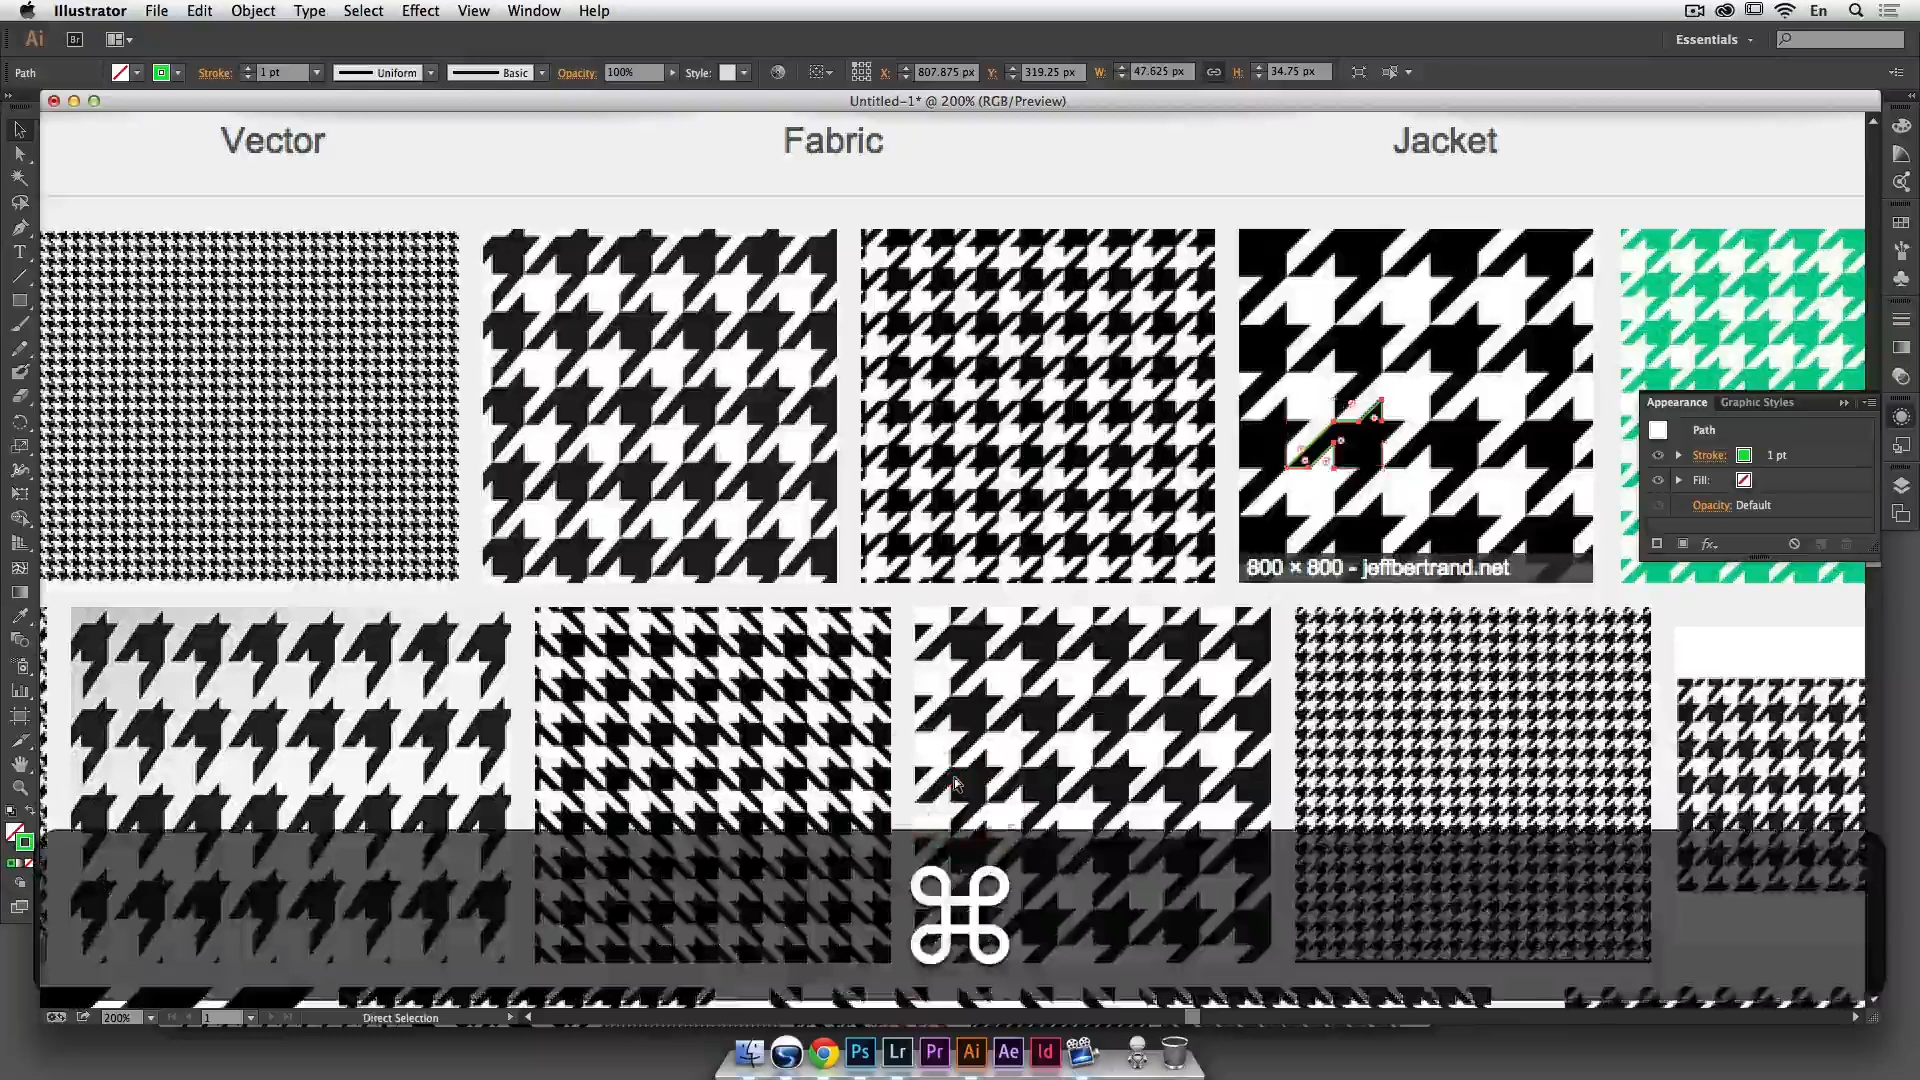 Illustrator File Edit Object Type Select Effect View Window Help En
Ai Br Essentials
Path Stroke: 1 pt Uniform Basic Opacity: 100% Style: X: 807.875 px Y: 319.25 px W: 47.625 px H: 34.75 px
Untitled-1* @ 200% (RGB/Preview)
Vector Fabric Jacket
Appearance Graphic Styles
Path
Stroke: 1 pt
Fill:
Opacity: Default
fx
800 × 800 - jeffbertrand.net
⌘
200% 1 Direct Selection
Ps Lr Pr Ai Ae Id